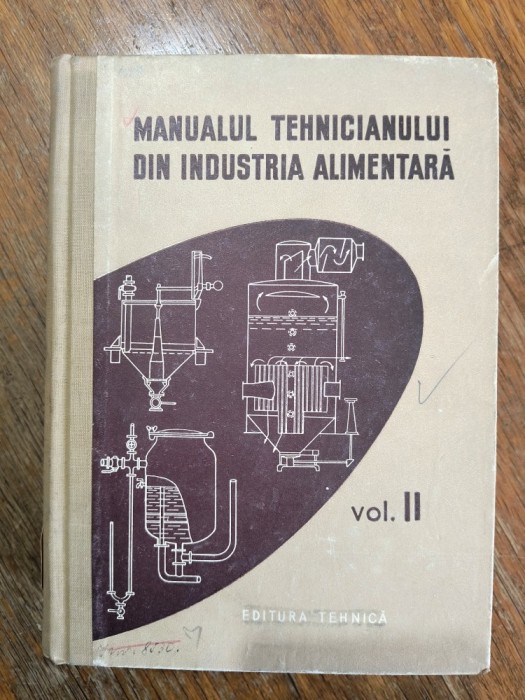 MANUALUL TEHNICIANULUI
DIN INDUSTRIA ALIMENTARĂ
vol. II
EDITURA TEHNICĂ